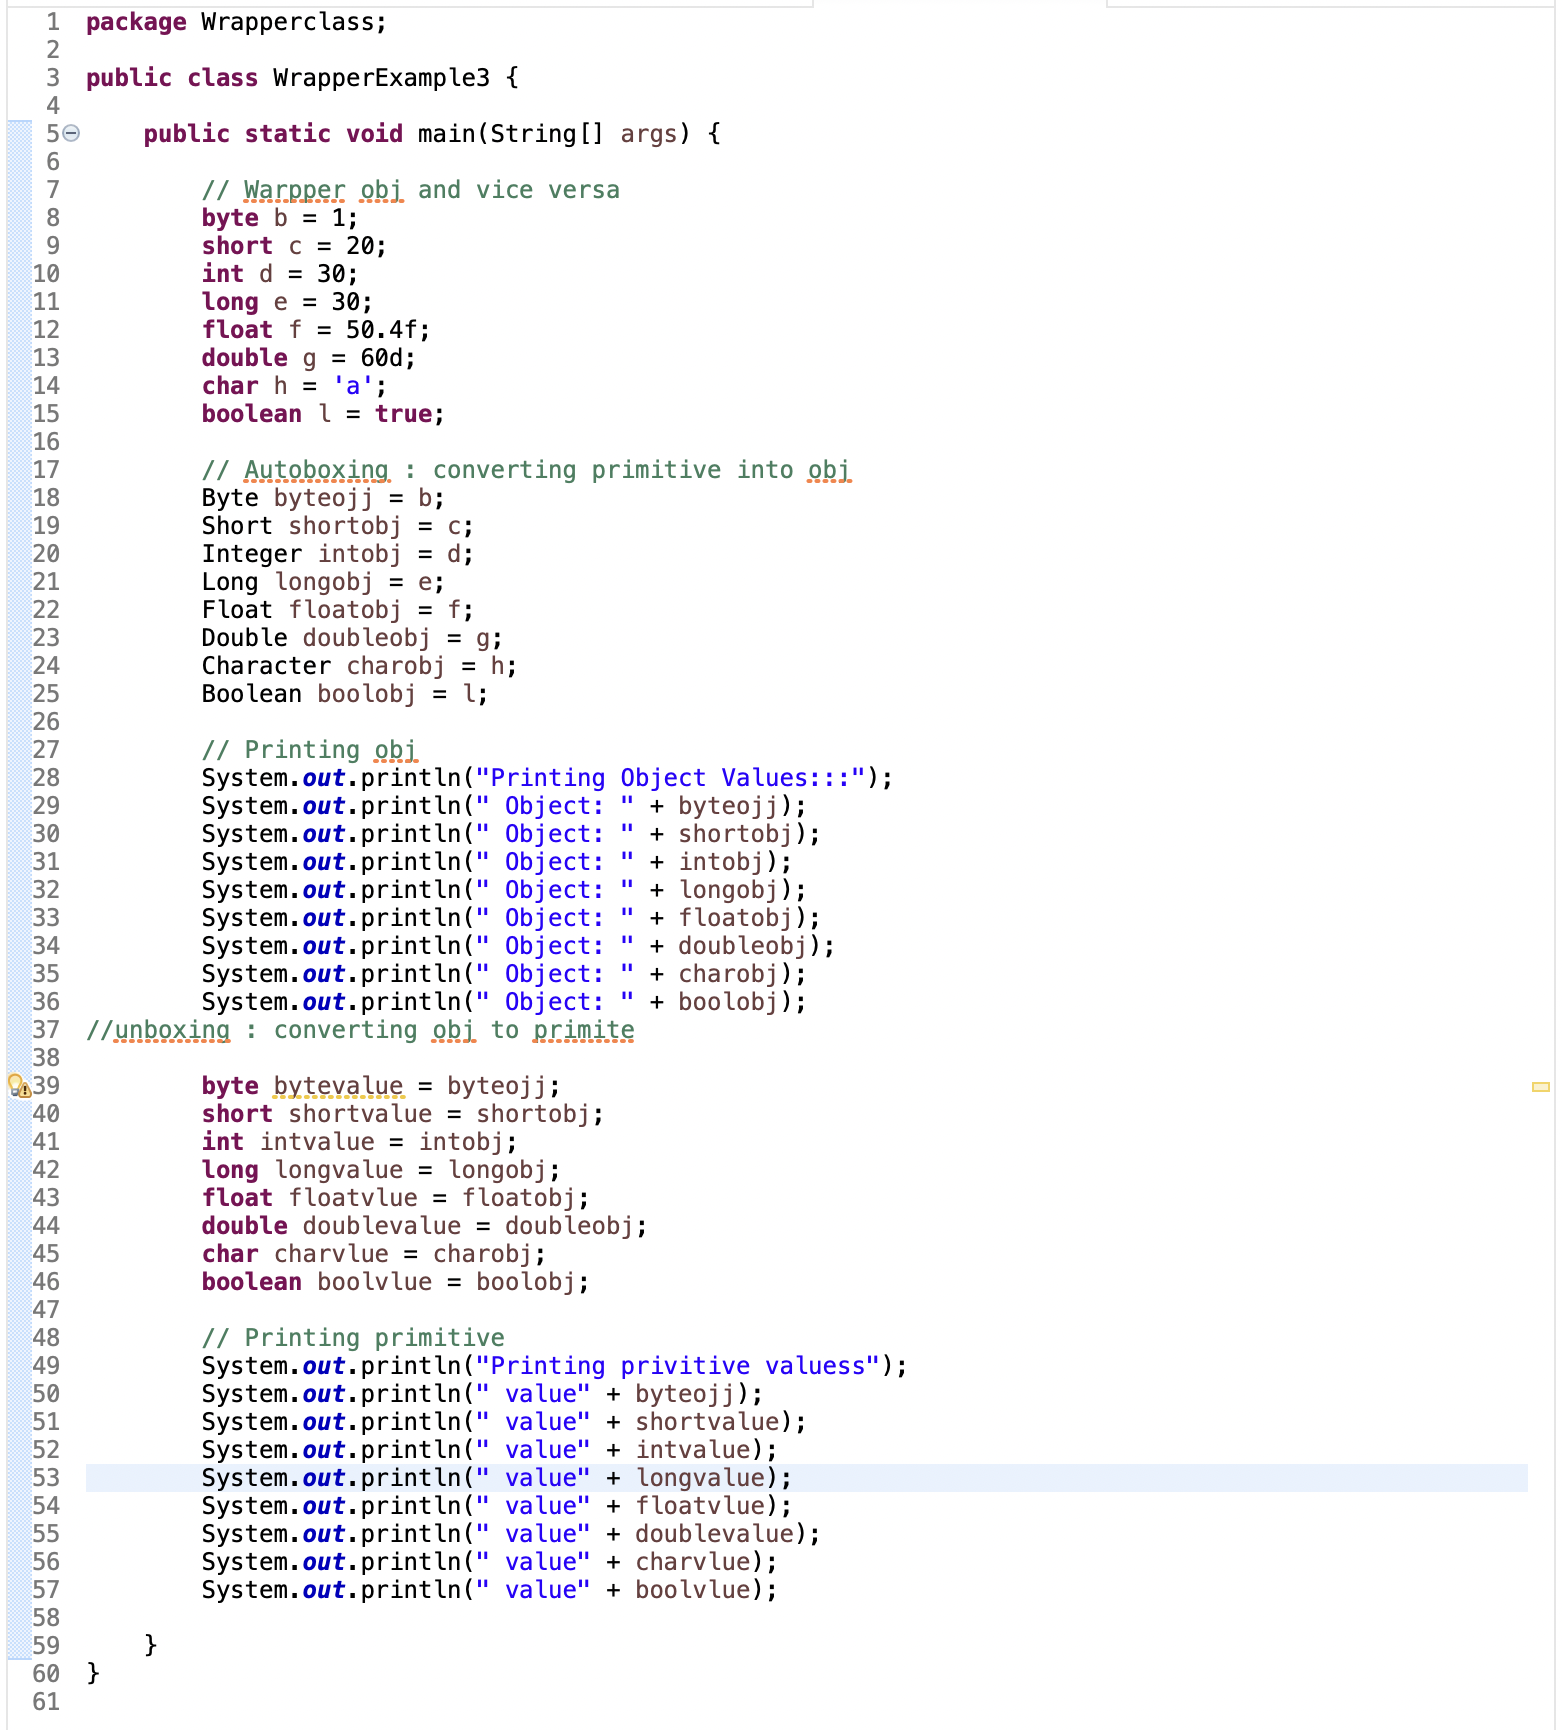 1 package Wrapperclass;
2
3 public class WrapperExample3 {
4
5     public static void main(String[] args) {
6
7         // Warpper obj and vice versa
8         byte b = 1;
9         short c = 20;
10         int d = 30;
11         long e = 30;
12         float f = 50.4f;
13         double g = 60d;
14         char h = 'a';
15         boolean l = true;
16
17         // Autoboxing : converting primitive into obj
18         Byte byteojj = b;
19         Short shortobj = c;
20         Integer intobj = d;
21         Long longobj = e;
22         Float floatobj = f;
23         Double doubleobj = g;
24         Character charobj = h;
25         Boolean boolobj = l;
26
27         // Printing obj
28         System.out.println("Printing Object Values:::");
29         System.out.println(" Object: " + byteojj);
30         System.out.println(" Object: " + shortobj);
31         System.out.println(" Object: " + intobj);
32         System.out.println(" Object: " + longobj);
33         System.out.println(" Object: " + floatobj);
34         System.out.println(" Object: " + doubleobj);
35         System.out.println(" Object: " + charobj);
36         System.out.println(" Object: " + boolobj);
37 //unboxing : converting obj to primite
38
39         byte bytevalue = byteojj;
40         short shortvalue = shortobj;
41         int intvalue = intobj;
42         long longvalue = longobj;
43         float floatvlue = floatobj;
44         double doublevalue = doubleobj;
45         char charvlue = charobj;
46         boolean boolvlue = boolobj;
47
48         // Printing primitive
49         System.out.println("Printing privitive valuess");
50         System.out.println(" value" + byteojj);
51         System.out.println(" value" + shortvalue);
52         System.out.println(" value" + intvalue);
53         System.out.println(" value" + longvalue);
54         System.out.println(" value" + floatvlue);
55         System.out.println(" value" + doublevalue);
56         System.out.println(" value" + charvlue);
57         System.out.println(" value" + boolvlue);
58
59     }
60 }
61